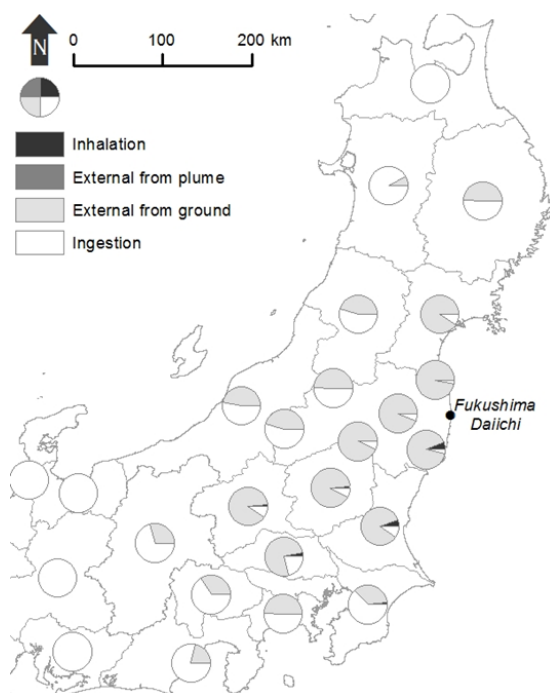 N
0 100 200 km
Inhalation
External from plume
External from ground
Ingestion
Fukushima
Daiichi